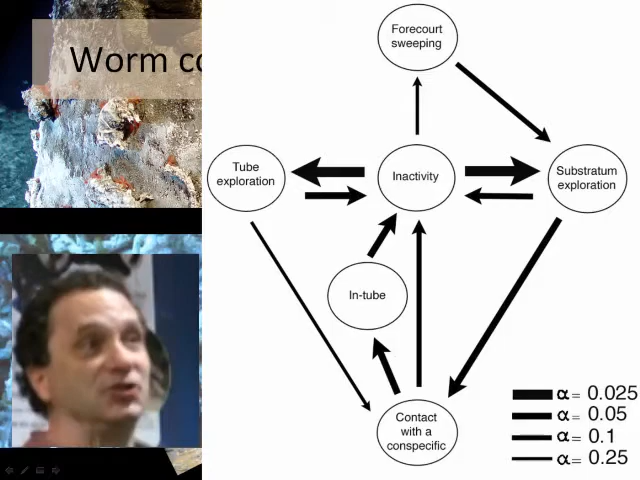 Worm
Forecourt
sweeping
Tube
exploration
Inactivity
Substratum
exploration
In-tube
Contact
with a
conspecific
α= 0.025
α= 0.05
α= 0.1
α= 0.25